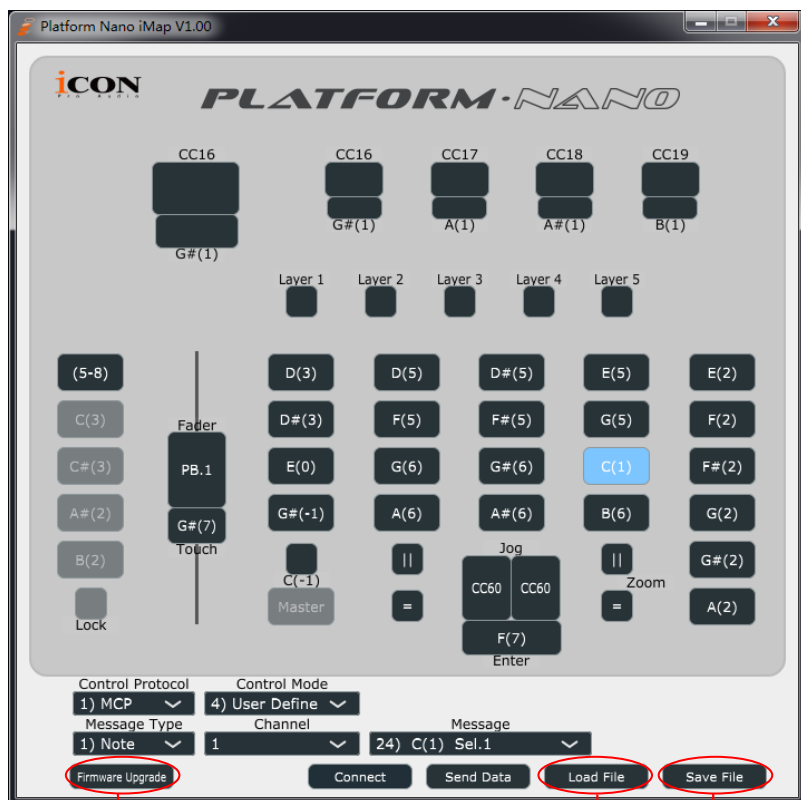 Platform Nano iMap V1.00
iCON
Pro Audio
PLATFORM·NANO
CC16 CC16 CC17 CC18 CC19
G#(1) A(1) A#(1) B(1)
G#(1)
Layer 1 Layer 2 Layer 3 Layer 4 Layer 5
(5-8) D(3) D(5) D#(5) E(5) E(2)
C(3) Fader D#(3) F(5) F#(5) G(5) F(2)
C#(3) PB.1 E(0) G(6) G#(6) C(1) F#(2)
A#(2) G#(7) G#(-1) A(6) A#(6) B(6) G(2)
Touch Jog
B(2) || || G#(2)
C(-1) CC60 CC60 Zoom
Master = = A(2)
Lock F(7)
Enter
Control Protocol Control Mode
1) MCP 4) User Define
Message Type Channel Message
1) Note 1 24) C(1) Sel.1
Firmware Upgrade Connect Send Data Load File Save File